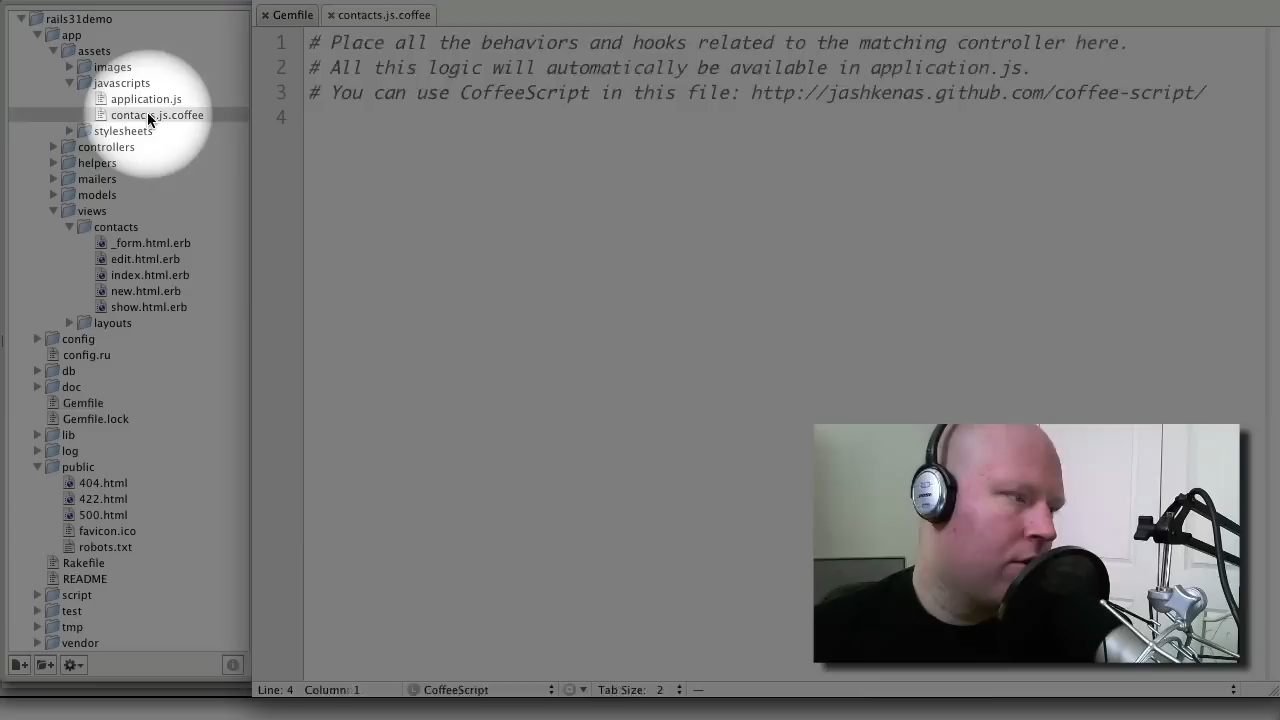 rails31demo
app
assets
images
javascripts
application.js
contacts.js.coffee
stylesheets
controllers
helpers
mailers
models
views
contacts
_form.html.erb
edit.html.erb
index.html.erb
new.html.erb
show.html.erb
layouts
config
config.ru
db
doc
Gemfile
Gemfile.lock
lib
log
public
404.html
422.html
500.html
favicon.ico
robots.txt
Rakefile
README
script
test
tmp
vendor
Gemfile contacts.js.coffee
1 # Place all the behaviors and hooks related to the matching controller here.
2 # All this logic will automatically be available in application.js.
3 # You can use CoffeeScript in this file: http://jashkenas.github.com/coffee-script/
4
Line: 4 Column: 1 L CoffeeScript Tab Size: 2 —